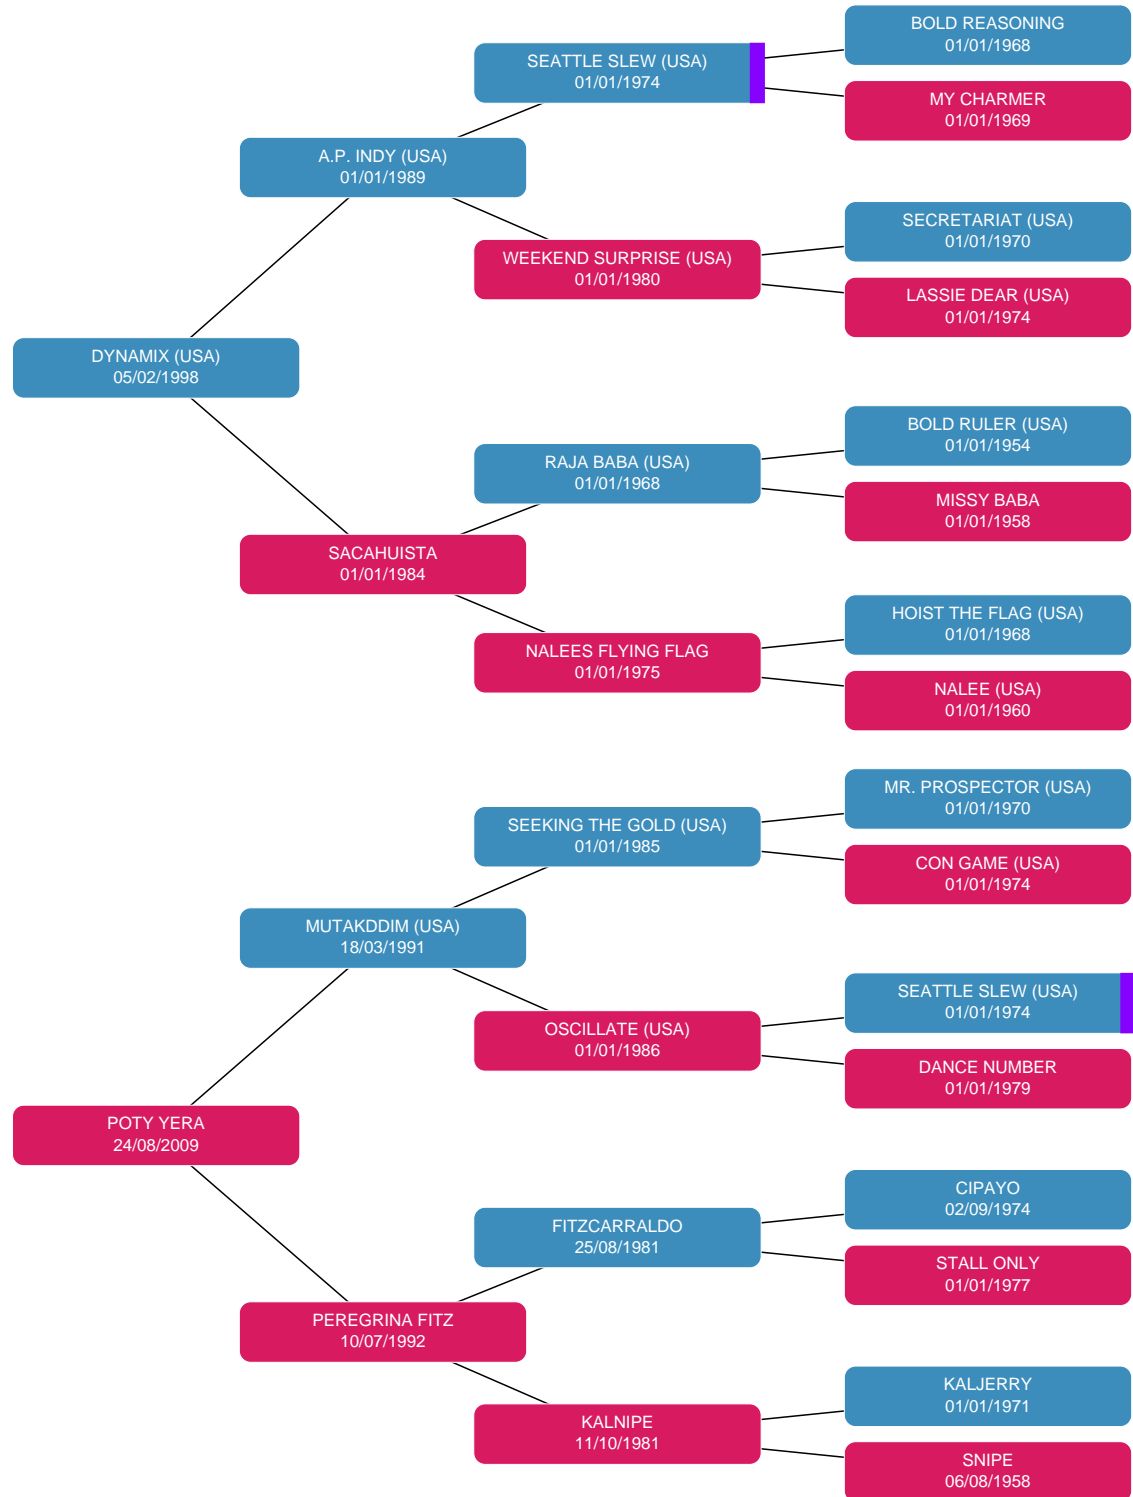 BOLD REASONING
01/01/1968
SEATTLE SLEW (USA)
01/01/1974
MY CHARMER
01/01/1969
A.P. INDY (USA)
01/01/1989
SECRETARIAT (USA)
01/01/1970
WEEKEND SURPRISE (USA)
01/01/1980
LASSIE DEAR (USA)
01/01/1974
DYNAMIX (USA)
05/02/1998
BOLD RULER (USA)
01/01/1954
RAJA BABA (USA)
01/01/1968
MISSY BABA
01/01/1958
SACAHUISTA
01/01/1984
HOIST THE FLAG (USA)
01/01/1968
NALEES FLYING FLAG
01/01/1975
NALEE (USA)
01/01/1960
MR. PROSPECTOR (USA)
01/01/1970
SEEKING THE GOLD (USA)
01/01/1985
CON GAME (USA)
01/01/1974
MUTAKDDIM (USA)
18/03/1991
SEATTLE SLEW (USA)
01/01/1974
OSCILLATE (USA)
01/01/1986
DANCE NUMBER
01/01/1979
POTY YERA
24/08/2009
CIPAYO
02/09/1974
FITZCARRALDO
25/08/1981
STALL ONLY
01/01/1977
PEREGRINA FITZ
10/07/1992
KALJERRY
01/01/1971
KALNIPE
11/10/1981
SNIPE
06/08/1958